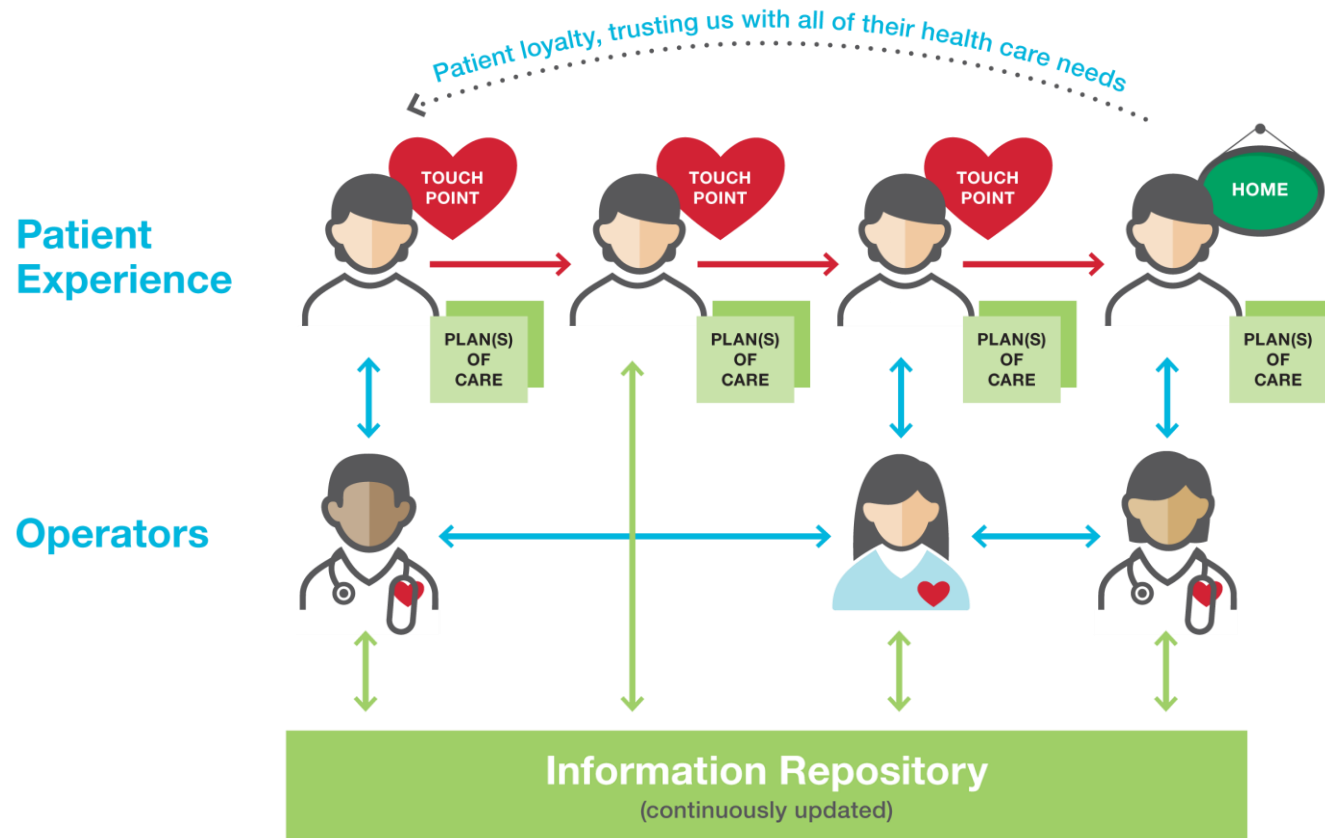 Patient loyalty, trusting us with all of their health care needs
TOUCH
POINT
TOUCH
POINT
TOUCH
POINT
HOME
Patient
Experience
PLAN(S)
OF
CARE
PLAN(S)
OF
CARE
PLAN(S)
OF
CARE
PLAN(S)
OF
CARE
Operators
Information Repository
(continuously updated)